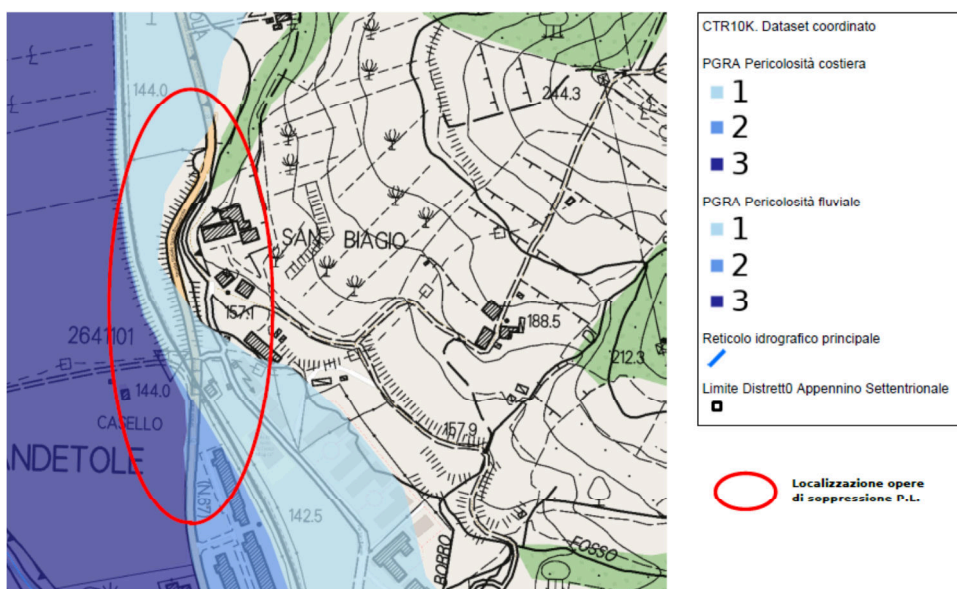 144.0
244.3
SAN BIAGIO
157.1
188.5
2641101
212.3
144.0
CASELLO
157.9
ANDETOLE
142.5
BORRO
FOSSO
CTR10K. Dataset coordinato
PGRA Pericolosità costiera
1
2
3
PGRA Pericolosità fluviale
1
2
3
Reticolo idrografico principale
Limite Distrett0 Appennino Settentrionale
Localizzazione opere
di soppressione P.L.